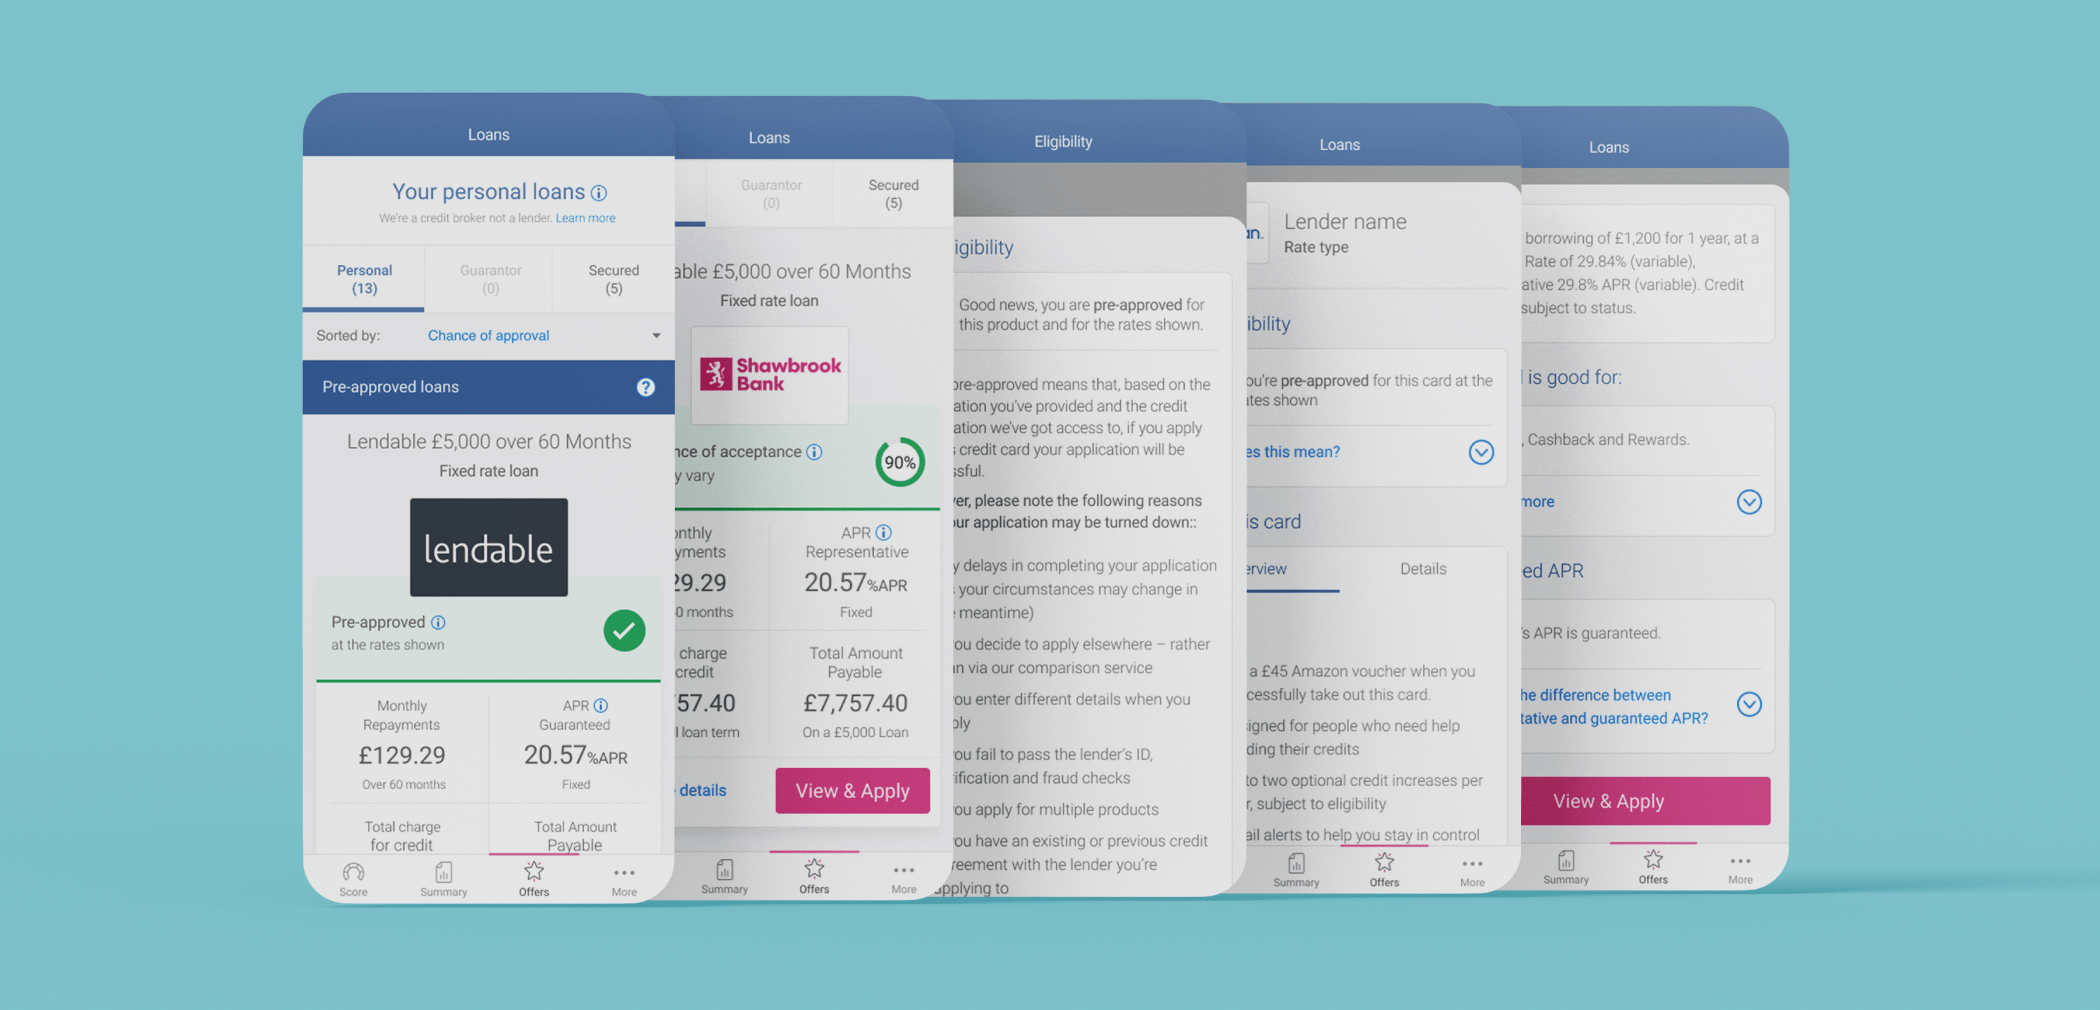 Loans
Your personal loans
We're a credit broker not a lender. Learn more
Personal
(13)
Guarantor
(0)
Secured
(5)
Sorted by:
Chance of approval
Pre-approved loans
?
Lendable £5,000 over 60 Months
Fixed rate loan
lendable
Pre-approved
at the rates shown
Monthly
Repayments
£129.29
Over 60 months
APR
Guaranteed
20.57%APR
Fixed
Total charge
for credit
Total Amount
Payable
Score
Summary
Offers
More
Loans
Guarantor
(0)
Secured
(5)
£5,000 over 60 Months
Fixed rate loan
Shawbrook
Bank
of acceptance
vary
90%
29.29
0 months
APR
Representative
20.57%APR
Fixed
charge
credit
57.40
loan term
Total Amount
Payable
£7,757.40
On a £5,000 Loan
details
View & Apply
Summary
Offers
More
Eligibility
igibility
Good news, you are pre-approved for
this product and for the rates shown.
pre-approved means that, based on the
ation you've provided and the credit
ation we've got access to, if you apply
credit card your application will be
sful.
er, please note the following reasons
our application may be turned down::
y delays in completing your application
your circumstances may change in
meantime)
ou decide to apply elsewhere – rather
n via our comparison service
ou enter different details when you
ply
ou fail to pass the lender's ID,
ification and fraud checks
ou apply for multiple products
ou have an existing or previous credit
reement with the lender you're
applying to
Loans
an.
Lender name
Rate type
ibility
ou're pre-approved for this card at the
ates shown
es this mean?
is card
erview
Details
a £45 Amazon voucher when you
cessfully take out this card.
igned for people who need help
ding their credits
to two optional credit increases per
r, subject to eligibility
ail alerts to help you stay in control
Summary
Offers
More
Loans
borrowing of £1,200 for 1 year, at a
Rate of 29.84% (variable),
ative 29.8% APR (variable). Credit
subject to status.
is good for:
, Cashback and Rewards.
more
ed APR
's APR is guaranteed.
he difference between
tative and guaranteed APR?
View & Apply
Summary
Offers
More